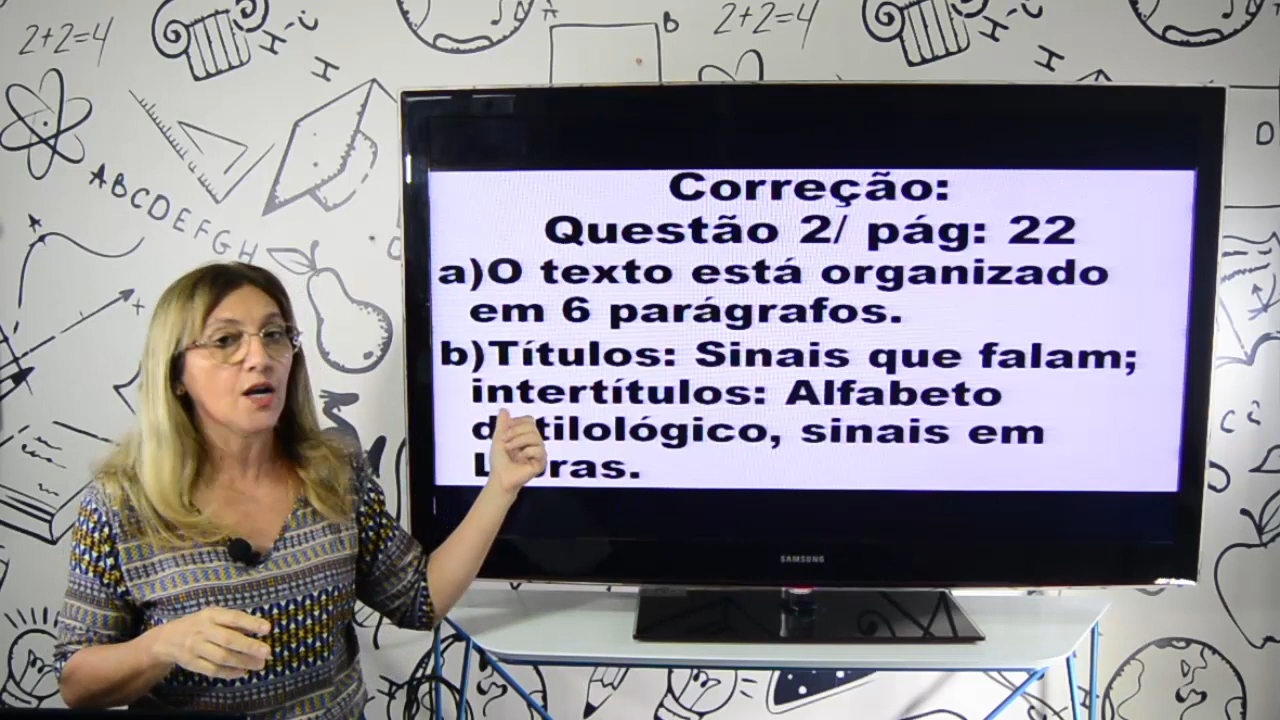 2+2=4
H
H
A
B
2+2=4
H
H
ABCDEFGH
D
Correção:
Questão 2/ pág: 22
a)O texto está organizado
em 6 parágrafos.
b)Títulos: Sinais que falam;
intertítulos: Alfabeto
sinais em
SAMSUNG